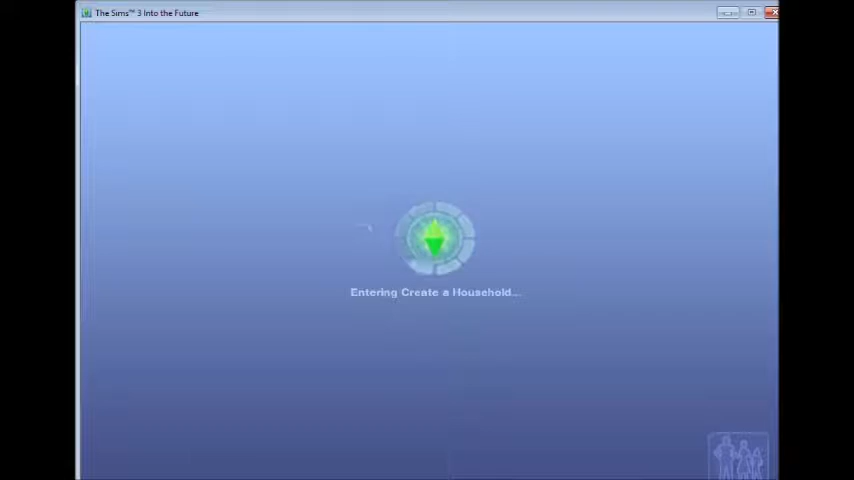 The Sims™ 3 Into the Future
Entering Create a Household...